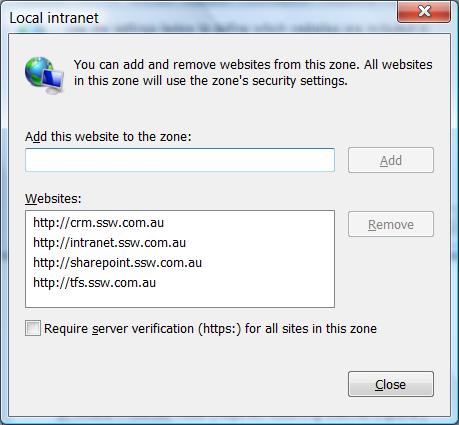 Local intranet
You can add and remove websites from this zone. All websites
in this zone will use the zone's security settings.
Add this website to the zone:
Add
Websites:
http://crm.ssw.com.au
Remove
http://intranet.ssw.com.au
http://sharepoint.ssw.com.au
http://tfs.ssw.com.au
Require server verification (https:) for all sites in this zone
Close